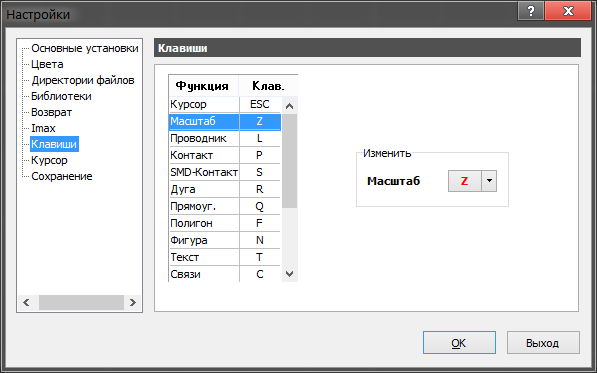 Настройки
?
Основные установки
Цвета
Директории файлов
Библиотеки
Возврат
Imax
Клавиши
Курсор
Сохранение
Клавиши
Функция Клав.
Курсор ESC
Масштаб Z
Проводник L
Контакт P
SMD-Контакт S
Дуга R
Прямоуг. Q
Полигон F
Фигура N
Текст T
Связи C
Изменить
Масштаб Z
OK Выход